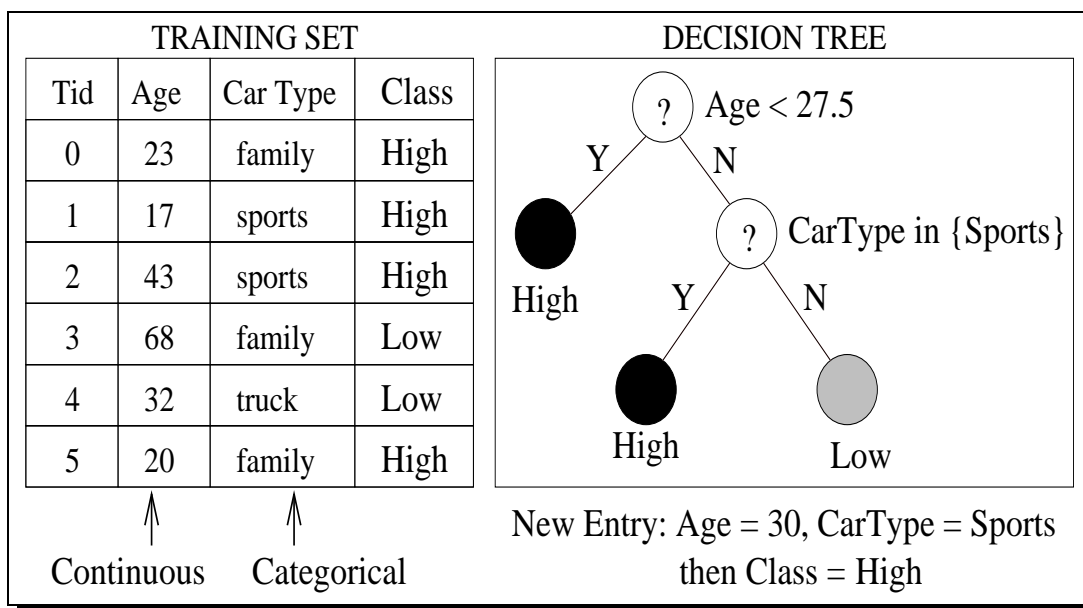 TRAINING SET
Tid Age Car Type Class
0 23 family High
1 17 sports High
2 43 sports High
3 68 family Low
4 32 truck Low
5 20 family High
Continuous Categorical
DECISION TREE
? Age < 27.5
Y N
High
? CarType in {Sports}
Y N
High Low
New Entry: Age = 30, CarType = Sports
then Class = High